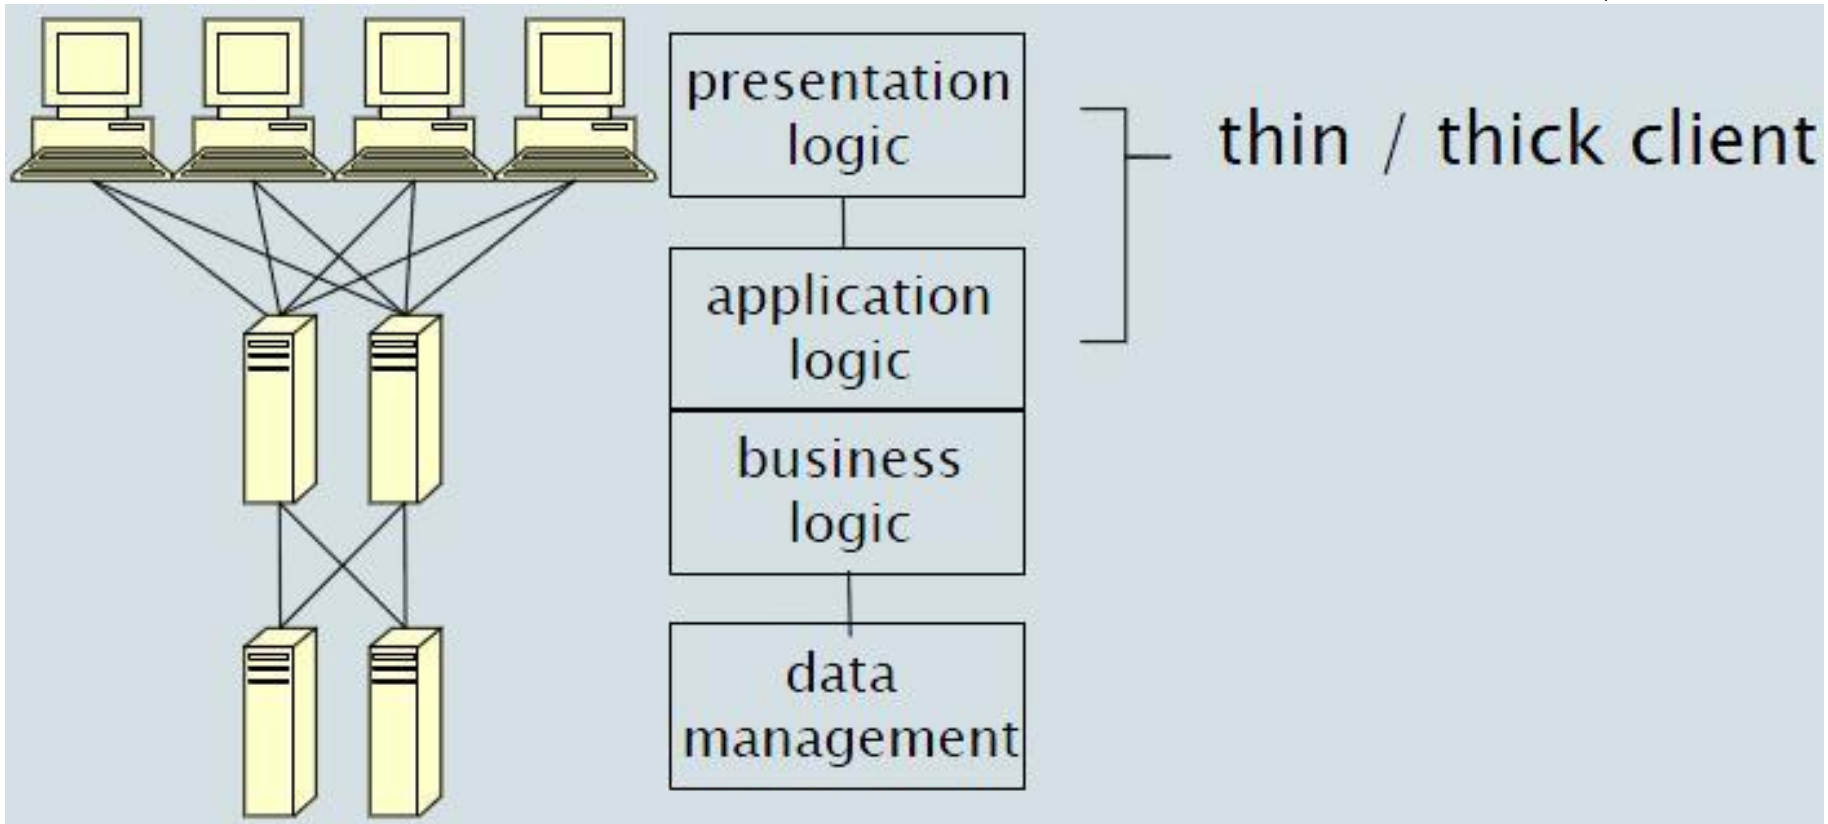 presentation
logic
thin / thick client
application
logic
business
logic
data
management